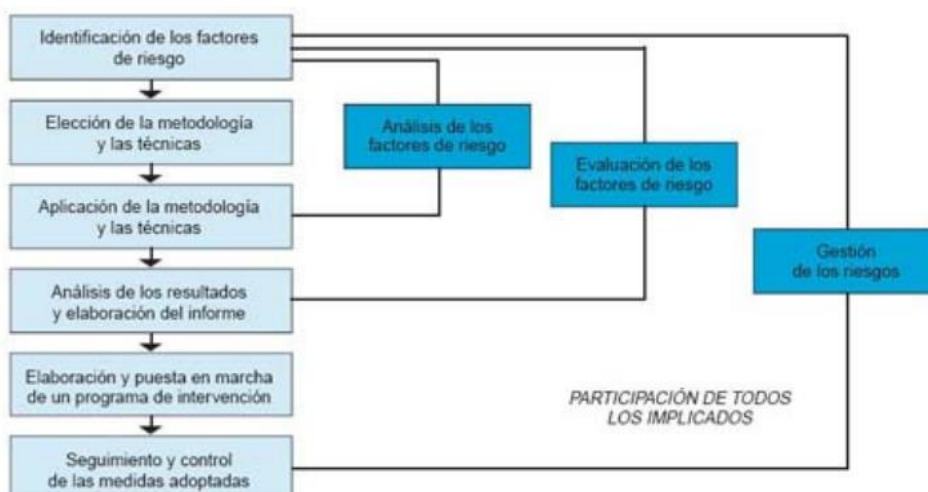 Identificación de los factores
de riesgo
Elección de la metodología
y las técnicas
Aplicación de la metodología
y las técnicas
Análisis de los resultados
y elaboración del informe
Elaboración y puesta en marcha
de un programa de intervención
Seguimiento y control
de las medidas adoptadas
Análisis de los
factores de riesgo
Evaluación de los
factores de riesgo
Gestión
de los riesgos
PARTICIPACIÓN DE TODOS
LOS IMPLICADOS